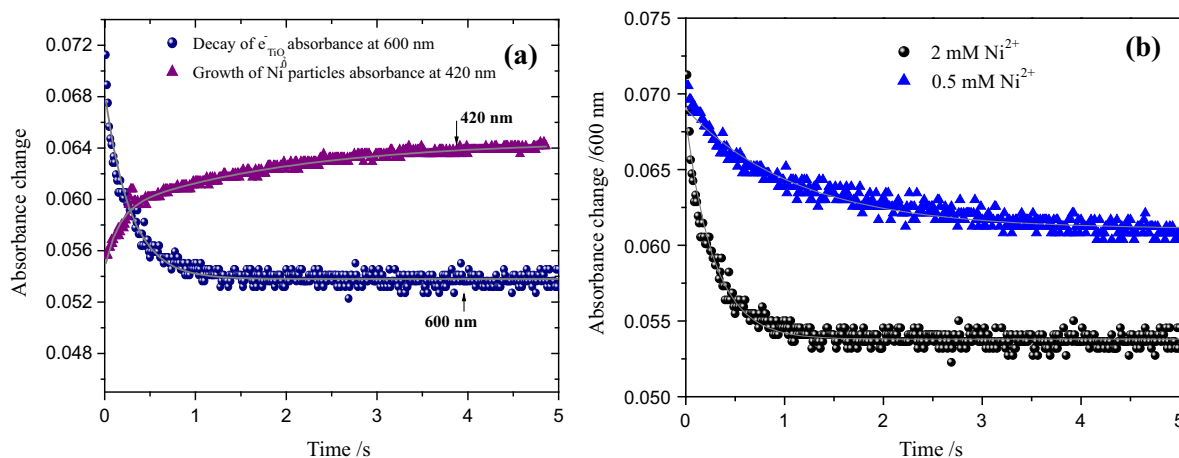 (a)
Decay of e⁻TiO₂ absorbance at 600 nm
Growth of Ni⁰ particles absorbance at 420 nm
420 nm
600 nm
Absorbance change
0.072
0.068
0.064
0.060
0.056
0.052
0.048
0 1 2 3 4 5
Time /s
(b)
2 mM Ni²⁺
0.5 mM Ni²⁺
Absorbance change /600 nm
0.075
0.070
0.065
0.060
0.055
0.050
0 1 2 3 4 5
Time /s